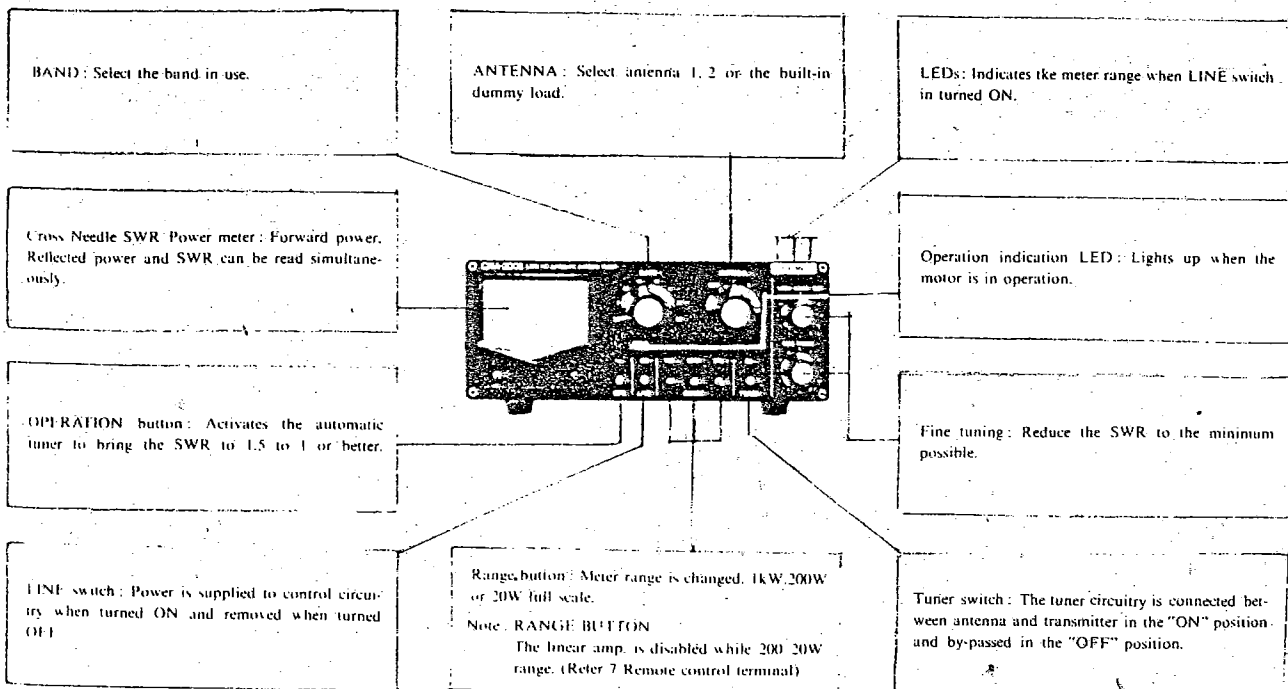 BAND : Select the band in use.
ANTENNA : Select antenna 1, 2 or the built-in
dummy load.
LEDs: Indicates tke meter range when LINE switch
in turned ON.
Cross Needle SWR Power meter : Forward power,
Reflected power and SWR can be read simultane-
ously.
Operation indication LED : Lights up when the
motor is in operation.
OPERATION button : Activates the automatic
tuner to bring the SWR to 1.5 to 1 or better.
Fine tuning : Reduce the SWR to the minimum
possible.
LINE switch : Power is supplied to control circui-
try when turned ON and removed when turned
OFF
Range button : Meter range is changed. 1kW, 200W
or 20W full scale.
Note : RANGE BUTTON
The linear amp. is disabled while 200 20W
range. (Refer 7 Remote control terminal)
Tuner switch : The tuner circuitry is connected bet-
ween antenna and transmitter in the "ON" position
and by-passed in the "OFF" position.